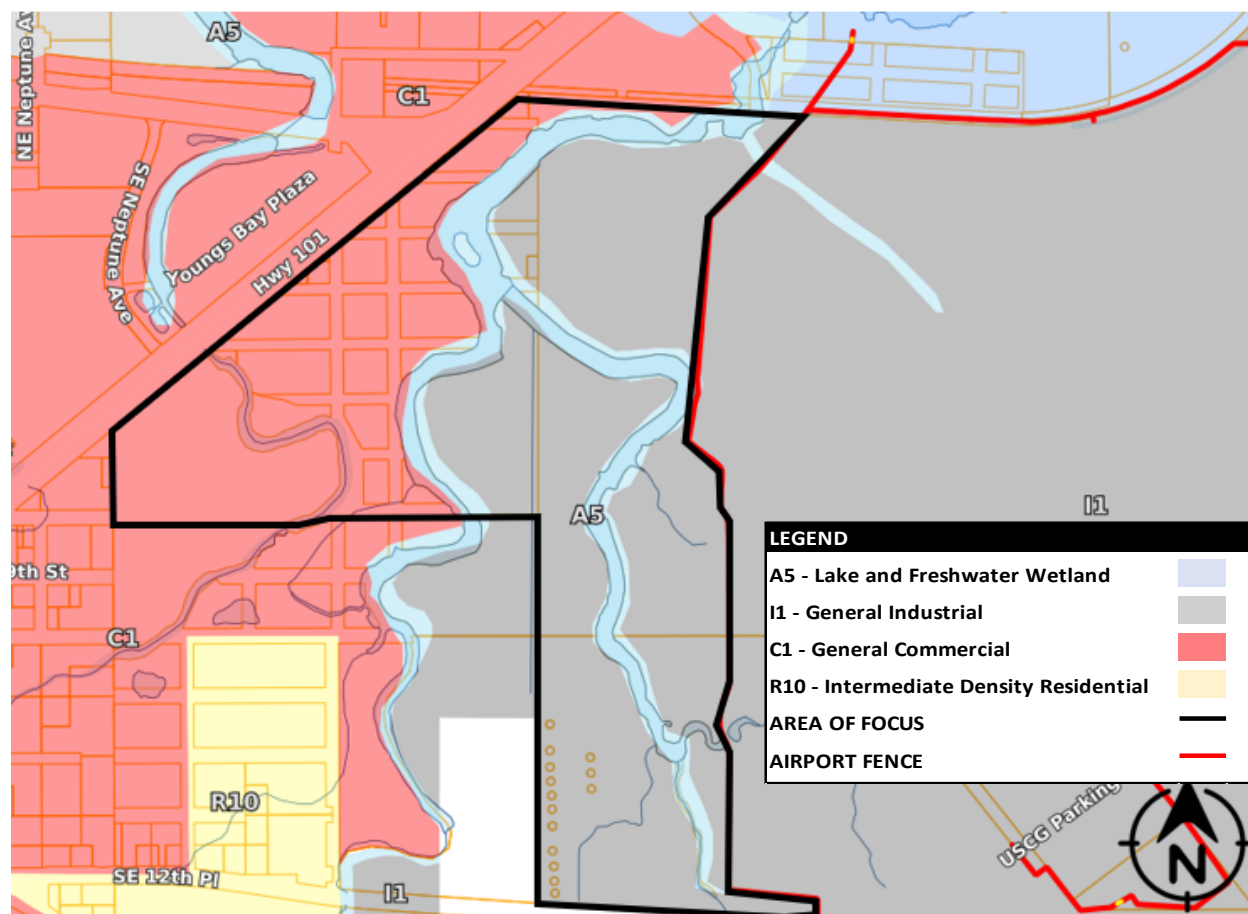 NE Neptune Av
A5
C1
SE Neptune Ave
Youngs Bay Plaza
Hwy 101
A5
I1
9th St
C1
R10
SE 12th Pl
I1
LEGEND
A5 - Lake and Freshwater Wetland
I1 - General Industrial
C1 - General Commercial
R10 - Intermediate Density Residential
AREA OF FOCUS
AIRPORT FENCE
USCG Parking
N